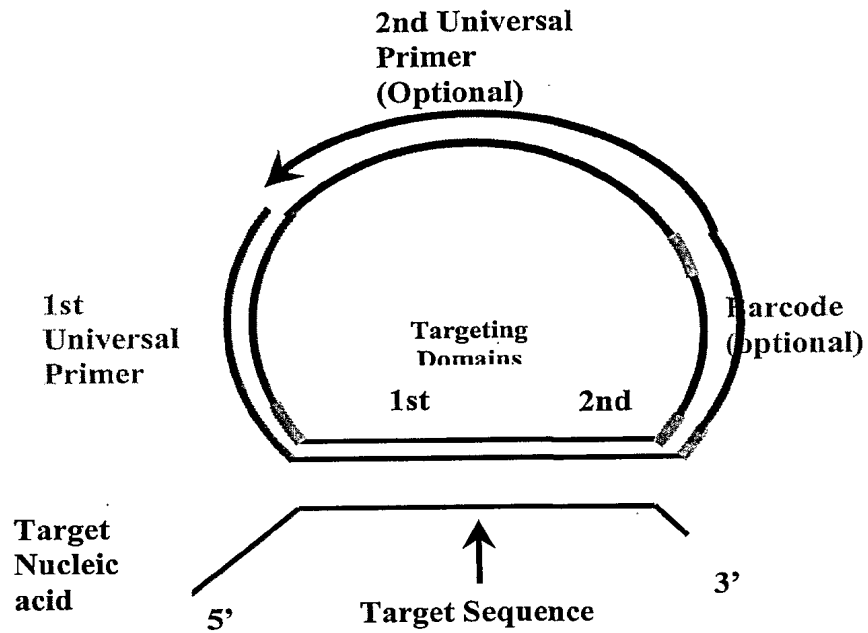 2nd Universal
Primer
(Optional)
1st
Universal
Primer
Targeting
Domains
1st 2nd
Barcode
(optional)
Target
Nucleic
acid
5’
Target Sequence
3’